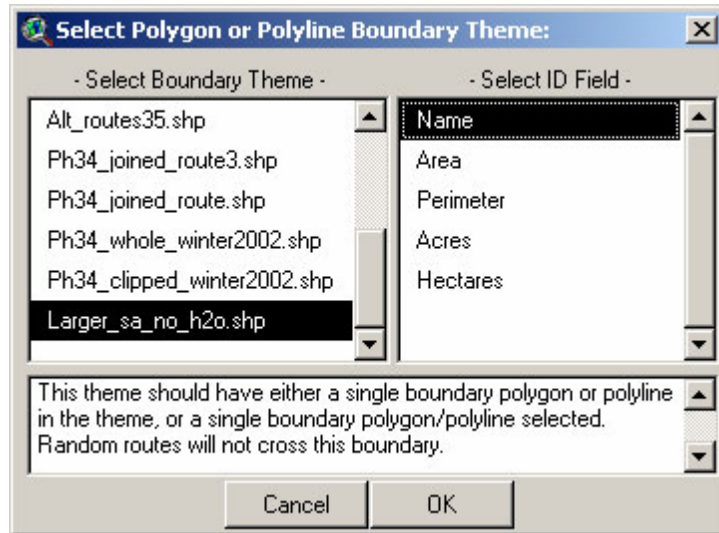 Select Polygon or Polyline Boundary Theme:
- Select Boundary Theme -
Alt_routes35.shp
Ph34_joined_route3.shp
Ph34_joined_route.shp
Ph34_whole_winter2002.shp
Ph34_clipped_winter2002.shp
Larger_sa_no_h2o.shp
- Select ID Field -
Name
Area
Perimeter
Acres
Hectares
This theme should have either a single boundary polygon or polyline
in the theme, or a single boundary polygon/polyline selected.
Random routes will not cross this boundary.
Cancel
OK